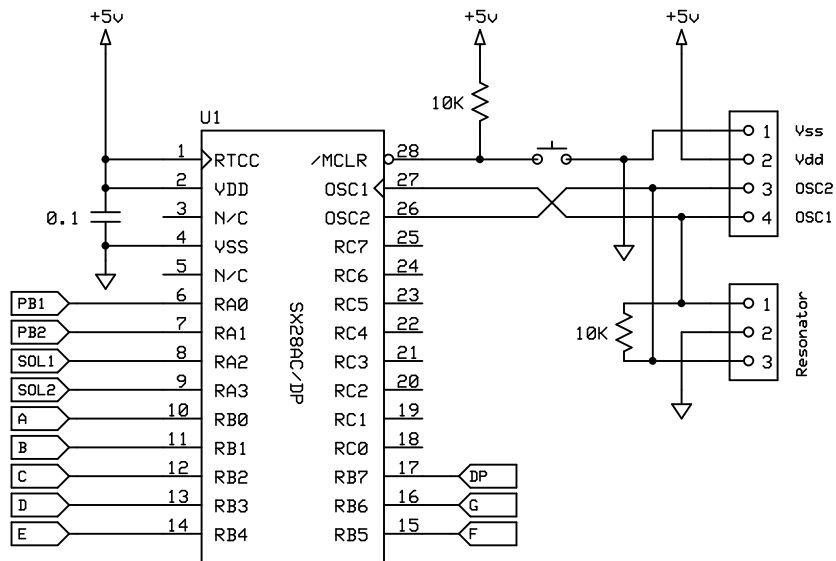 +5v +5v +5v
10K
U1
1 RTCC /MCLR 28
2 VDD OSC1 27
3 N/C OSC2 26
4 VSS RC7 25
5 N/C RC6 24
0.1
1 Vss
2 Vdd
3 OSC2
4 OSC1
PB1 6 RA0 RC5 23
PB2 7 RA1 RC4 22
SOL1 8 RA2 RC3 21
SOL2 9 RA3 RC2 20
A 10 RB0 RC1 19
B 11 RB1 RC0 18
C 12 RB2 RB7 17 DP
D 13 RB3 RB6 16 G
E 14 RB4 RB5 15 F
SX28AC/DP
10K
1
2
3
Resonator